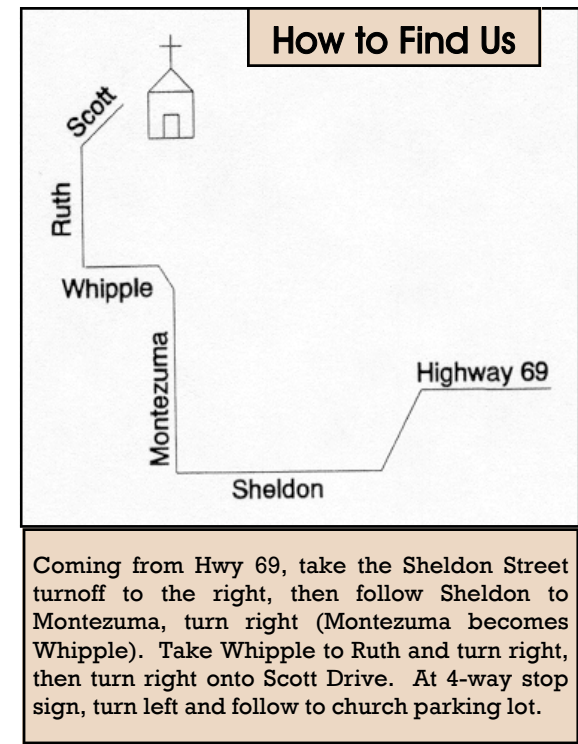 How to Find Us
Scott
Ruth
Whipple
Montezuma
Highway 69
Sheldon
Coming from Hwy 69, take the Sheldon Street
turnoff to the right, then follow Sheldon to
Montezuma, turn right (Montezuma becomes
Whipple). Take Whipple to Ruth and turn right,
then turn right onto Scott Drive. At 4-way stop
sign, turn left and follow to church parking lot.